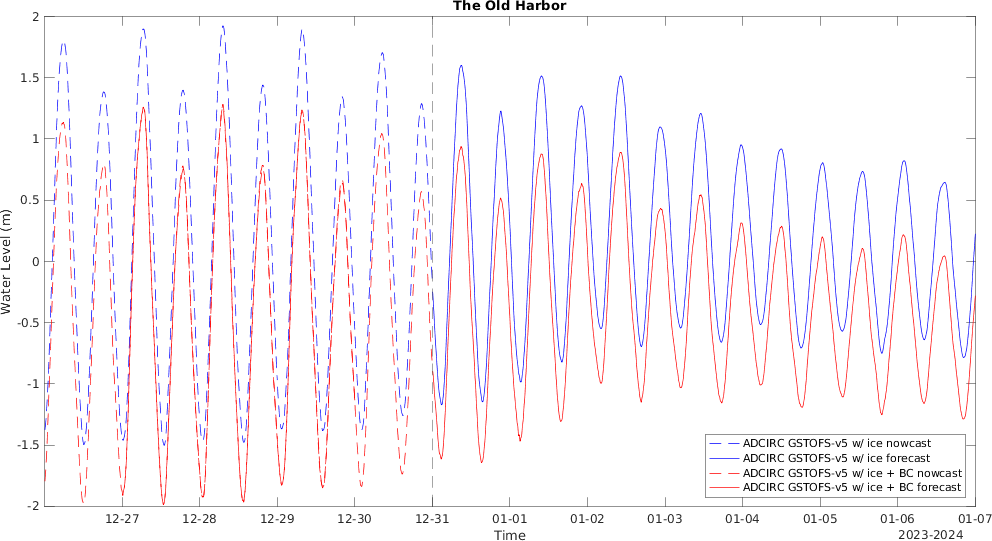 The Old Harbor
2
1.5
1
0.5
0
-0.5
-1
-1.5
-2
Water Level (m)
12-27 12-28 12-29 12-30 12-31 01-01 01-02 01-03 01-04 01-05 01-06 01-07
Time
2023-2024
ADCIRC GSTOFS-v5 w/ ice nowcast
ADCIRC GSTOFS-v5 w/ ice forecast
ADCIRC GSTOFS-v5 w/ ice + BC nowcast
ADCIRC GSTOFS-v5 w/ ice + BC forecast